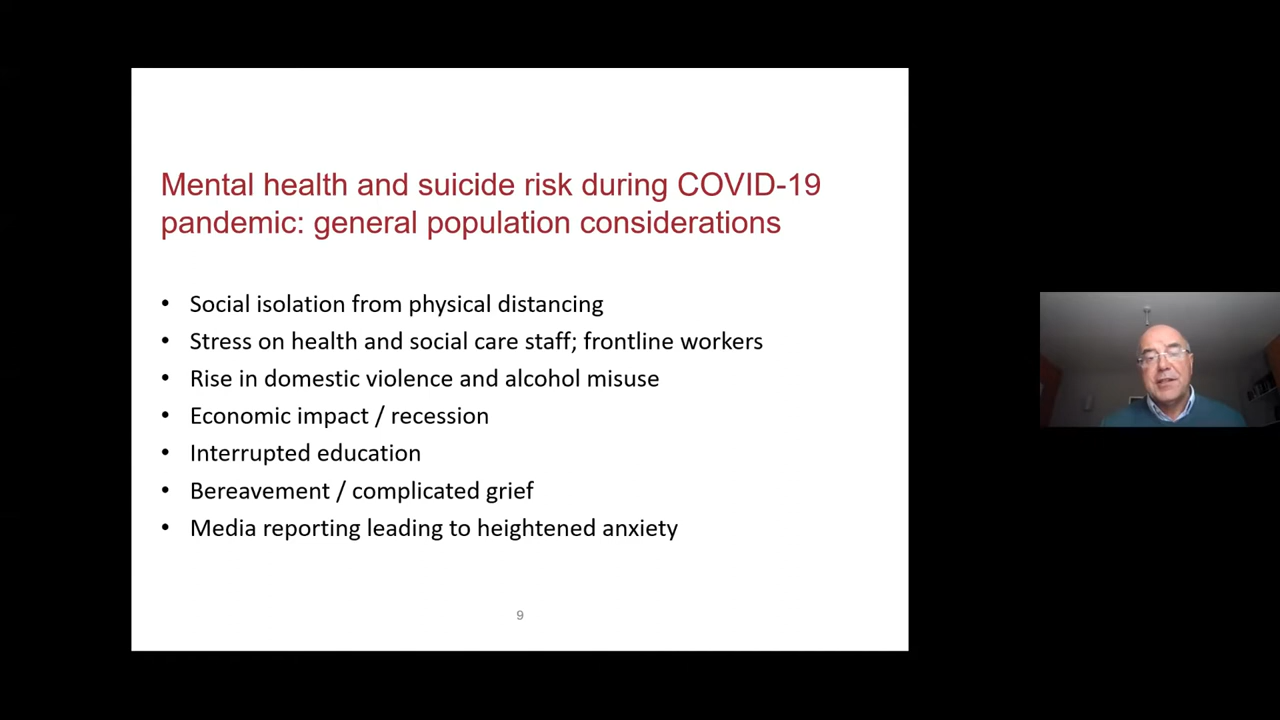 Mental health and suicide risk during COVID-19
pandemic: general population considerations
• Social isolation from physical distancing
• Stress on health and social care staff; frontline workers
• Rise in domestic violence and alcohol misuse
• Economic impact / recession
• Interrupted education
• Bereavement / complicated grief
• Media reporting leading to heightened anxiety
9